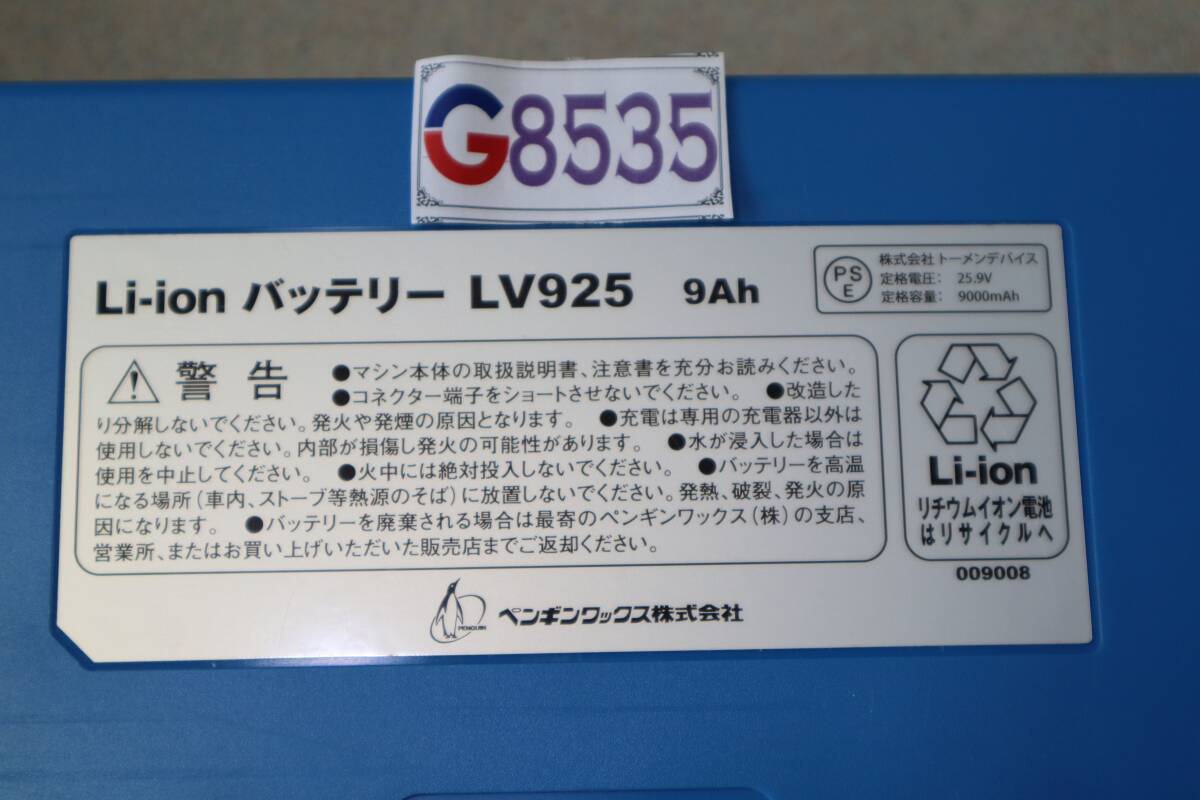 G8535
Li-ion バッテリー LV925 9Ah
PS
E
株式会社 トーメンデバイス
定格電圧: 25.9V
定格容量: 9000mAh
警告
●マシン本体の取扱説明書、注意書を充分お読みください。
●コネクター端子をショートさせないでください。 ●改造した
り分解しないでください。発火や発煙の原因となります。 ●充電は専用の充電器以外は
使用しないでください。内部が損傷し発火の可能性があります。 ●水が浸入した場合は
使用を中止してください。 ●火中には絶対投入しないでください。 ●バッテリーを高温
になる場所(車内、ストーブ等熱源のそば)に放置しないでください。発熱、破裂、発火の原
因になります。 ●バッテリーを廃棄される場合は最寄のペンギンワックス(株)の支店、
営業所、またはお買い上げいただいた販売店までご返却ください。
Li-ion
リチウムイオン電池
はリサイクルへ
009008
PENGUIN
ペンギンワックス株式会社